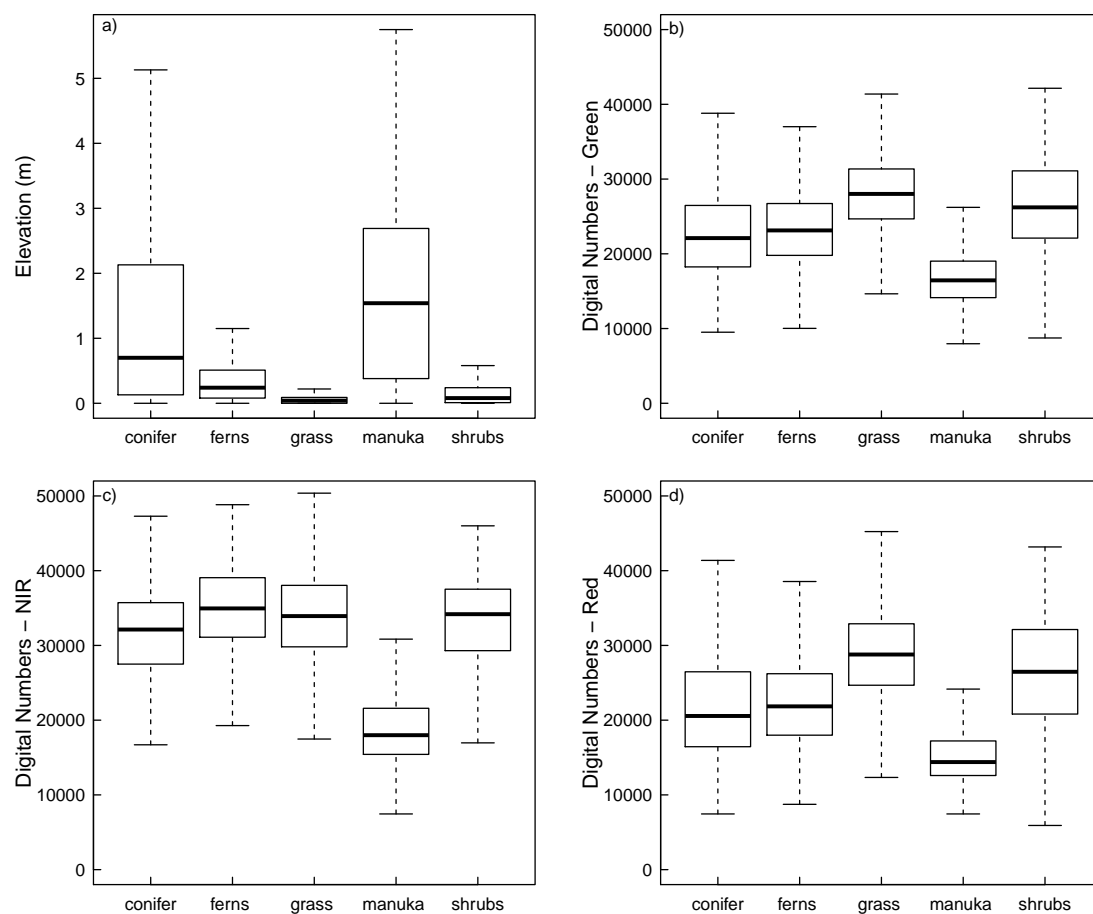 a)
Elevation (m)
5
4
3
2
1
0
conifer ferns grass manuka shrubs
b)
Digital Numbers – Green
50000
40000
30000
20000
10000
0
conifer ferns grass manuka shrubs
c)
Digital Numbers – NIR
50000
40000
30000
20000
10000
0
conifer ferns grass manuka shrubs
d)
Digital Numbers – Red
50000
40000
30000
20000
10000
0
conifer ferns grass manuka shrubs